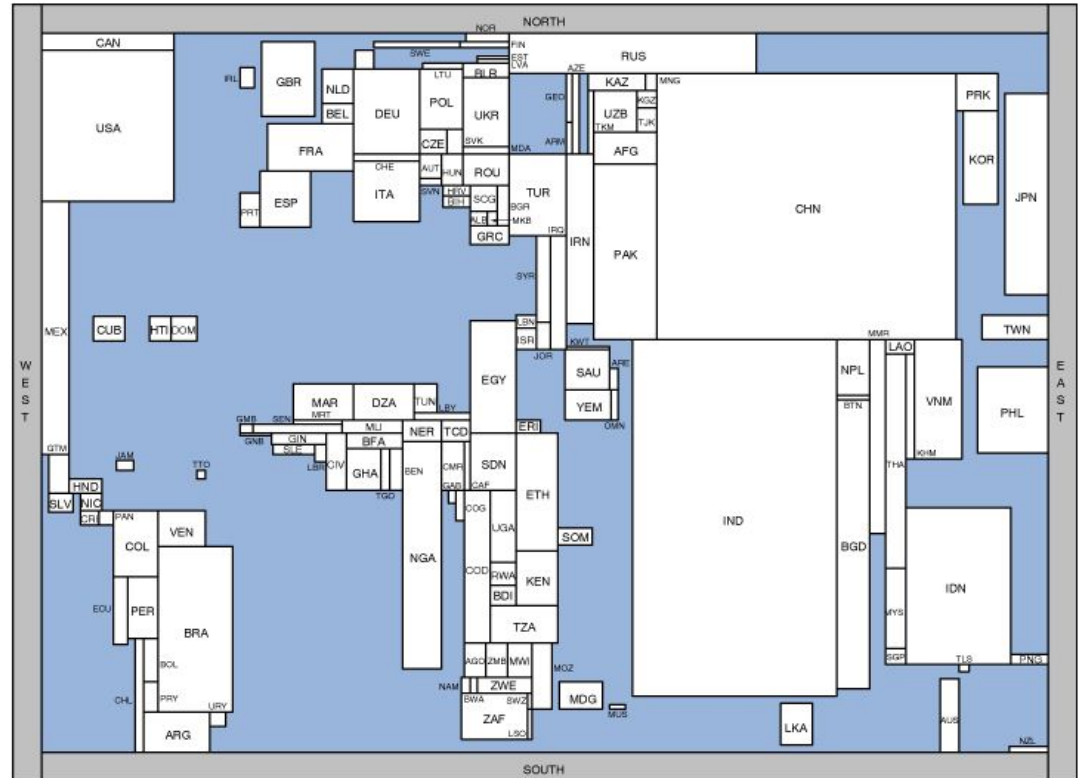 NORTH
NOR
CAN
SWE
FIN
EST
LVA
RUS
IRL
GBR
NLD
BEL
DEU
LTU
BLR
POL
UKR
AZE
GEO
KAZ
MNG
PRK
USA
UZB
KGZ
TKM
TJK
FRA
CZE
SVK
MDA
ARM
AFG
KOR
CHE
AUT
HUN
ROU
ITA
TUR
CHN
JPN
SVN
HRV
BIH
SCG
BGR
PRT
ESP
ALB
MKB
GRC
IRQ
IRN
PAK
SYR
MEX
CUB
HTI
DOM
LBN
ISR
JOR
MMR
TWN
WEST
EAST
EGY
KWT
ARE
SAU
YEM
OMN
LAO
NPL
BTN
VNM
PHL
MAR
DZA
TUN
LBY
MRT
GMB
SEN
GNB
MLI
NER
TCD
ERI
GIN
SLE
LBR
CIV
BFA
GHA
TGO
BEN
CMR
GAB
CAF
SDN
ETH
GTM
JAM
TTO
KHM
THA
HND
SLV
NIC
CRI
PAN
COL
VEN
NGA
COG
COD
UGA
SOM
IND
BGD
RWA
KEN
BDI
IDN
ECU
PER
BRA
TZA
MYS
BOL
AGO
ZMB
MWI
MOZ
SGP
TLS
PNG
NAM
ZWE
BWA
SWZ
MDG
MUS
PRY
URY
CHL
ARG
ZAF
LSO
LKA
AUS
NZL
SOUTH